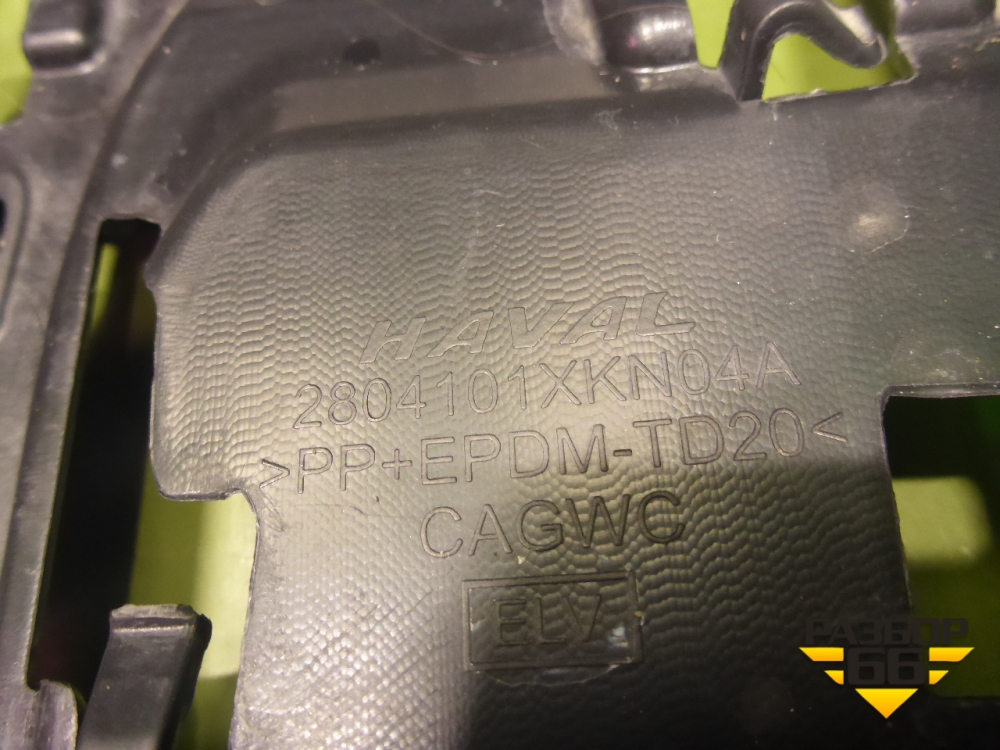 HAVAL
2804101XKN04A
>PP+EPDM-TD20<
CAGWC
ELV
РАЗБОР
66